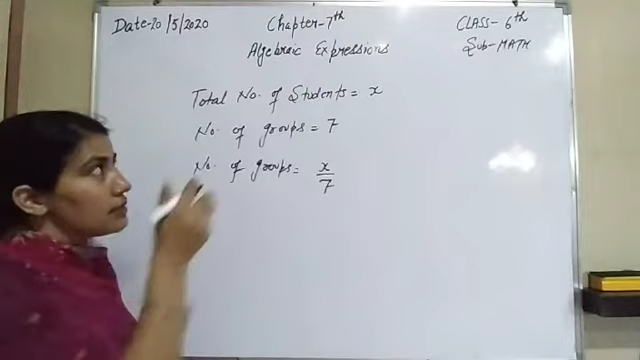 Date-20/5/2020 Chapter-7th CLASS- 6th
Algebraic Expressions Sub-MATH
Total No. of Students = x
No. of groups = 7
No. of groups = x/7